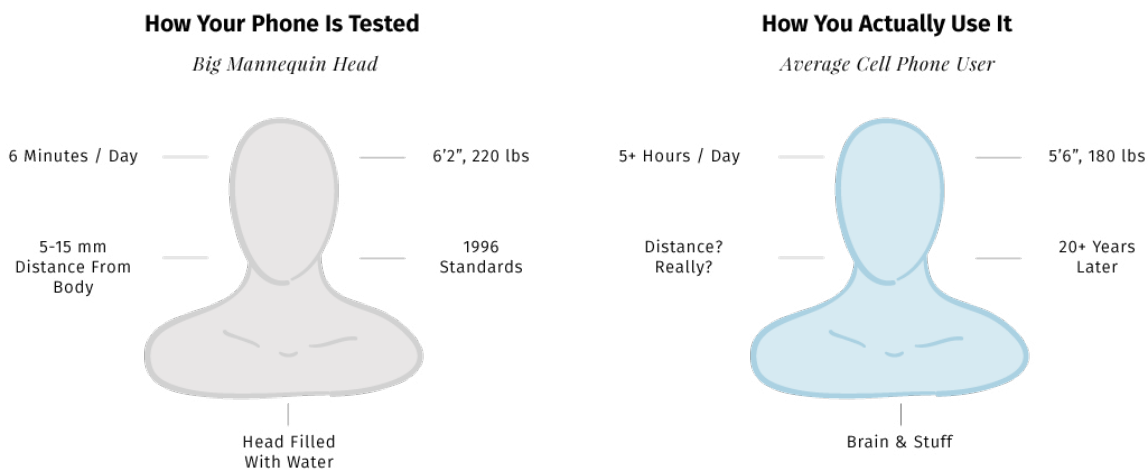 How Your Phone Is Tested
Big Mannequin Head
6 Minutes / Day
6’2”, 220 lbs
5-15 mm
Distance From
Body
1996
Standards
Head Filled
With Water
How You Actually Use It
Average Cell Phone User
5+ Hours / Day
5’6”, 180 lbs
Distance?
Really?
20+ Years
Later
Brain & Stuff